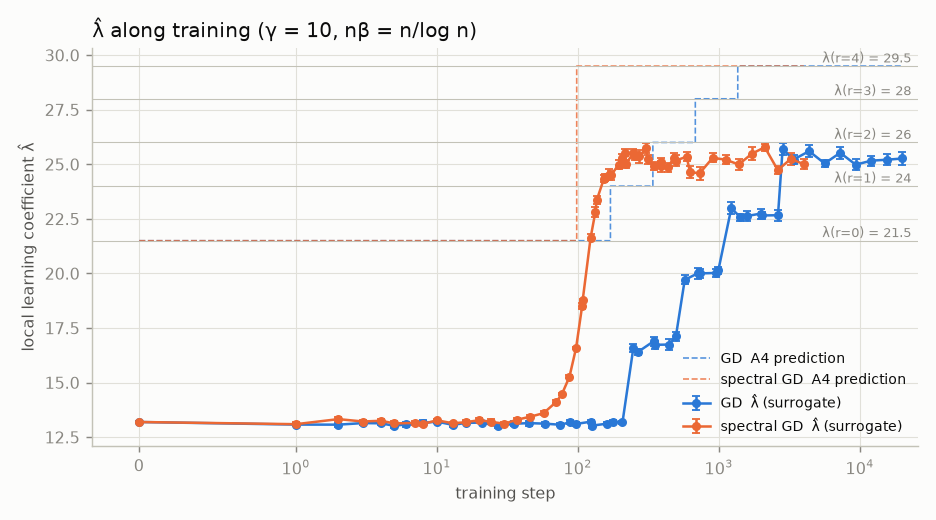 λ̂ along training (γ = 10, nβ = n/log n)
local learning coefficient λ̂
30.0
27.5
25.0
22.5
20.0
17.5
15.0
12.5
λ(r=4) = 29.5
λ(r=3) = 28
λ(r=2) = 26
λ(r=1) = 24
λ(r=0) = 21.5
GD  A4 prediction
spectral GD  A4 prediction
GD  λ̂ (surrogate)
spectral GD  λ̂ (surrogate)
0 10⁰ 10¹ 10² 10³ 10⁴
training step